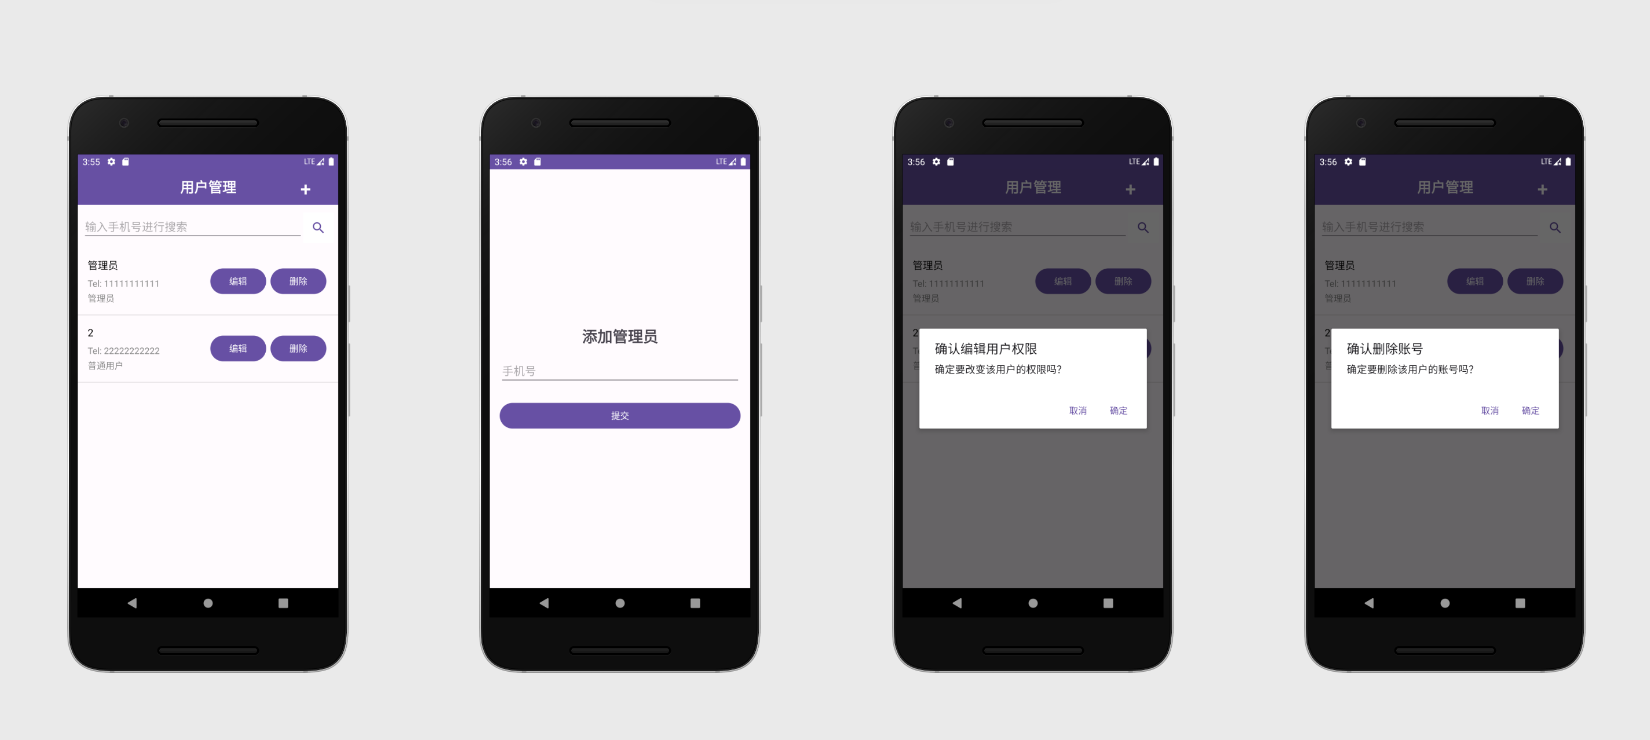 3:55
LTE
用户管理
+
输入手机号进行搜索
管理员
Tel: 11111111111
管理员
编辑
删除
2
Tel: 22222222222
普通用户
编辑
删除
3:56
LTE
添加管理员
手机号
提交
3:56
LTE
用户管理
+
输入手机号进行搜索
管理员
Tel: 11111111111
管理员
编辑
删除
2
确认编辑用户权限
确定要改变该用户的权限吗?
取消
确定
3:56
LTE
用户管理
+
输入手机号进行搜索
管理员
Tel: 11111111111
管理员
编辑
删除
2
确认删除账号
确定要删除该用户的账号吗?
取消
确定